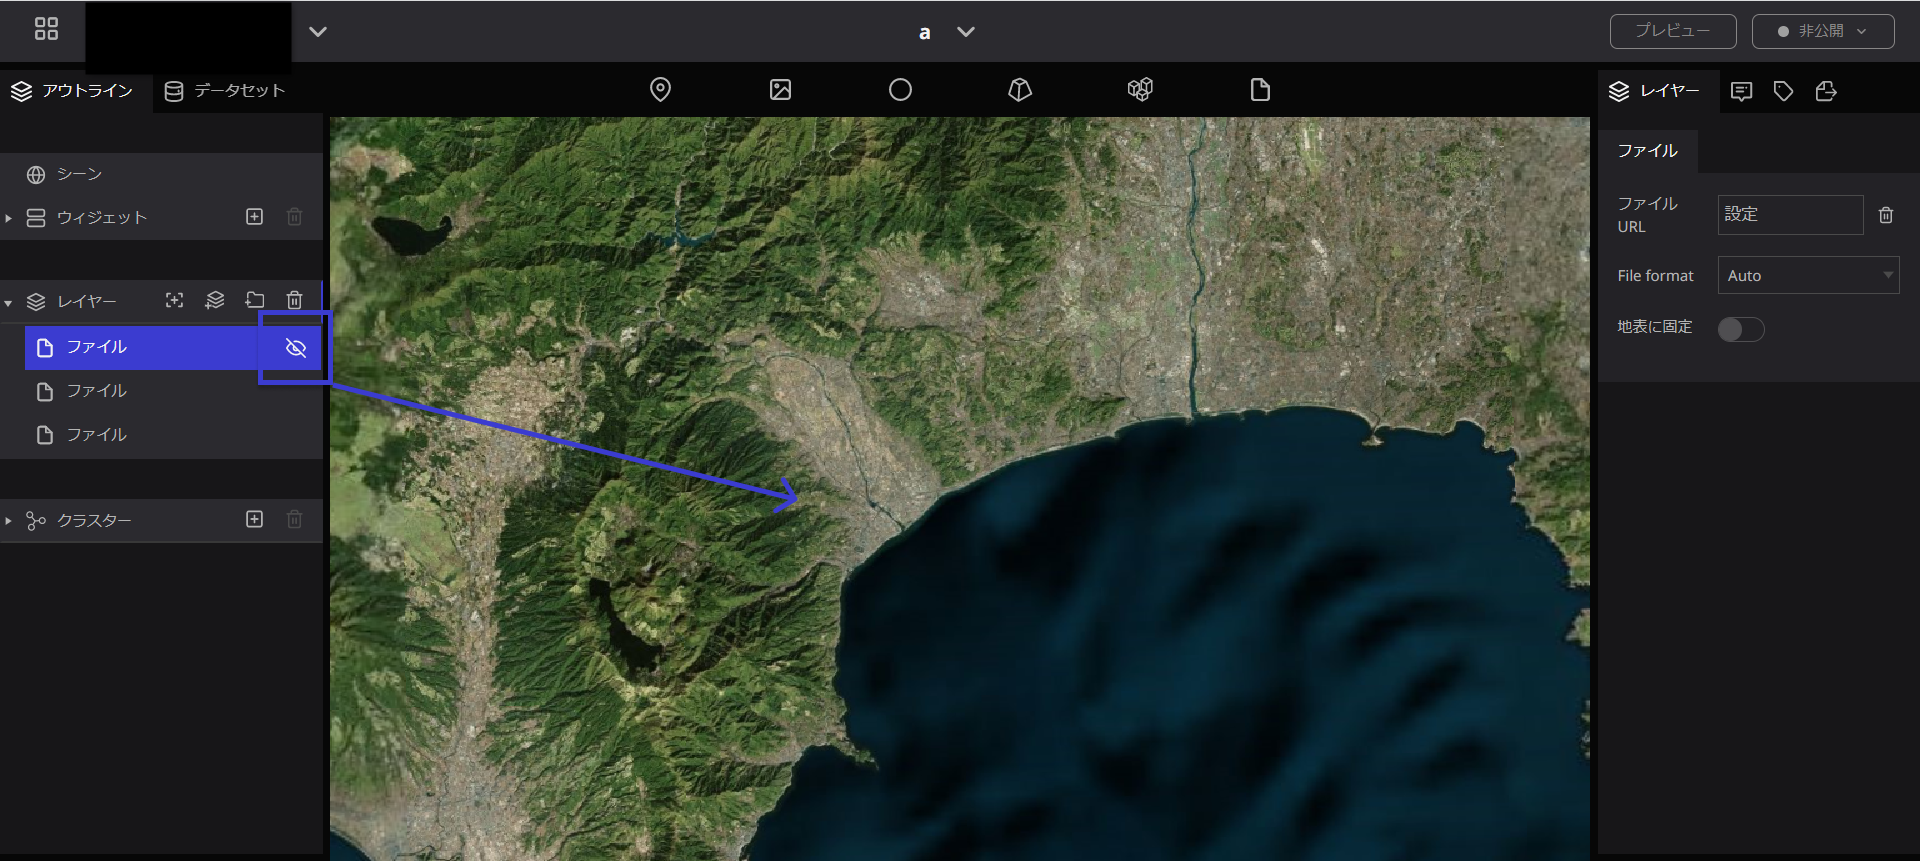 a
プレビュー
非公開
アウトライン
データセット
レイヤー
シーン
ウィジェット
レイヤー
ファイル
ファイル
ファイル
クラスター
ファイル
ファイル
URL
設定
File format
Auto
地表に固定